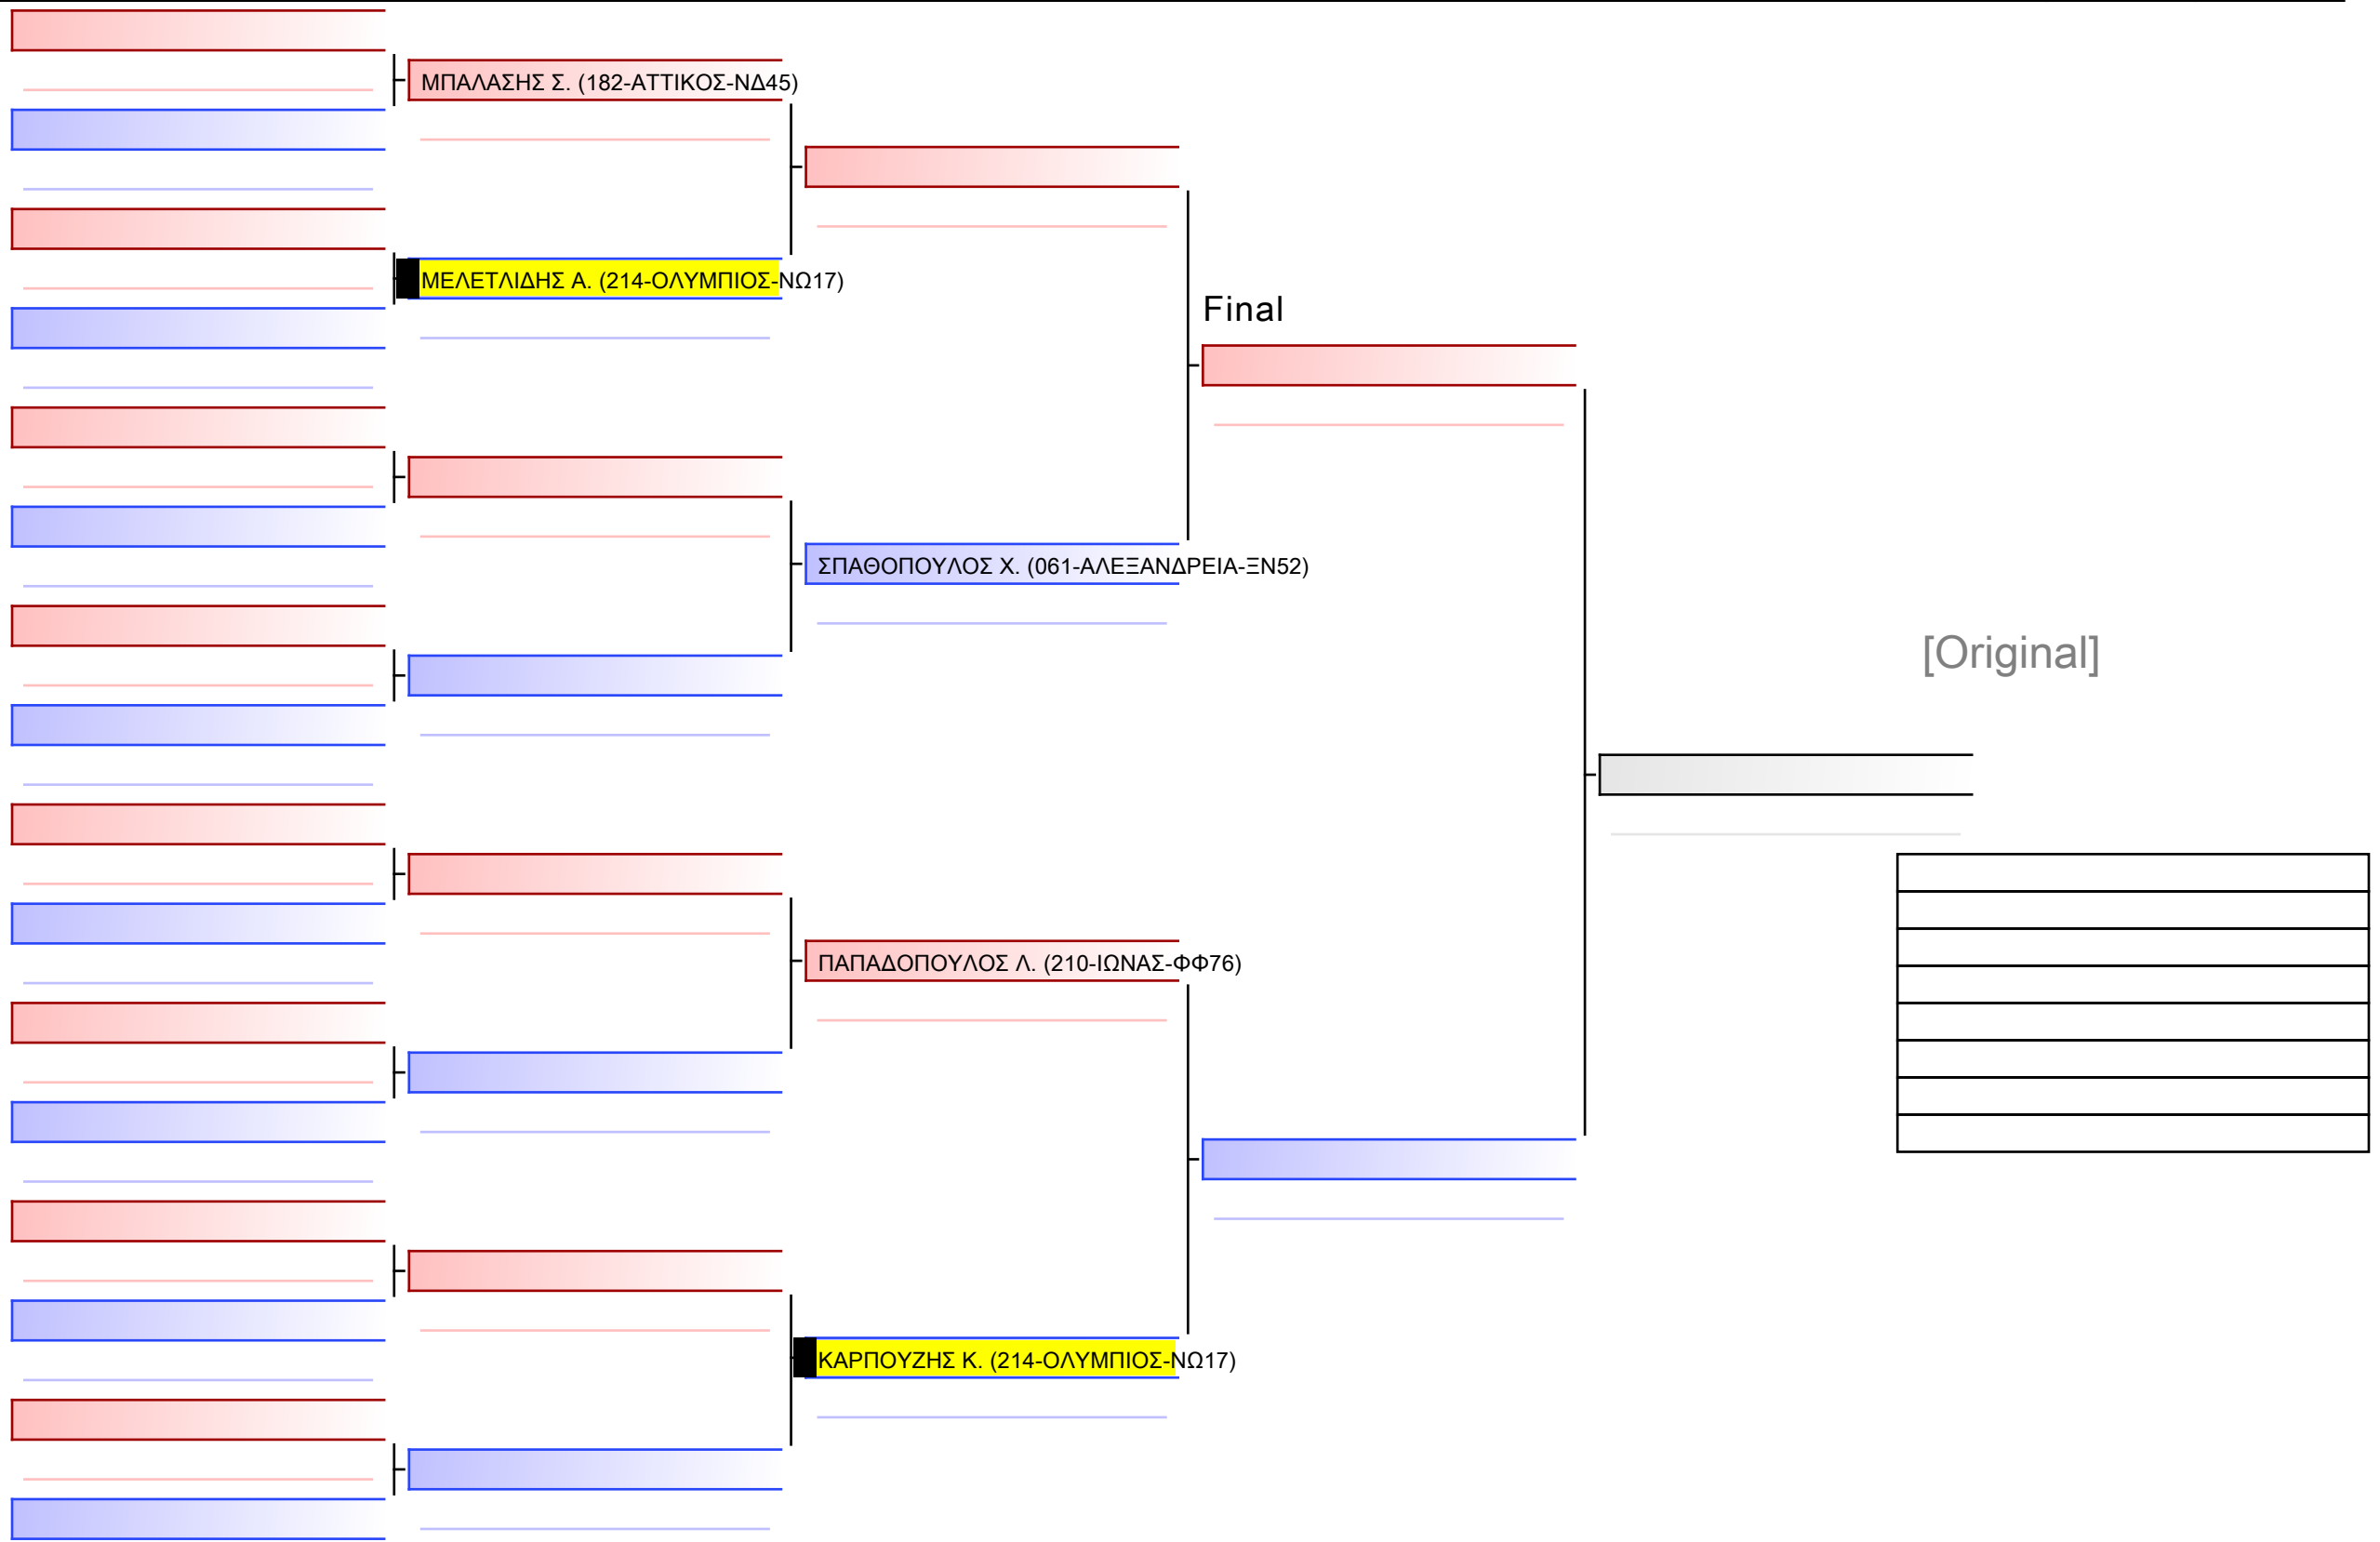 ΜΠΑΛΑΣΗΣ Σ. (182-ΑΤΤΙΚΟΣ-ΝΔ45)
ΜΕΛΕΤΛΙΔΗΣ Α. (214-ΟΛΥΜΠΙΟΣ-ΝΩ17)
Final
ΣΠΑΘΟΠΟΥΛΟΣ Χ. (061-ΑΛΕΞΑΝΔΡΕΙΑ-ΞΝ52)
[Original]
ΠΑΠΑΔΟΠΟΥΛΟΣ Λ. (210-ΙΩΝΑΣ-ΦΦ76)
ΚΑΡΠΟΥΖΗΣ Κ. (214-ΟΛΥΜΠΙΟΣ-ΝΩ17)